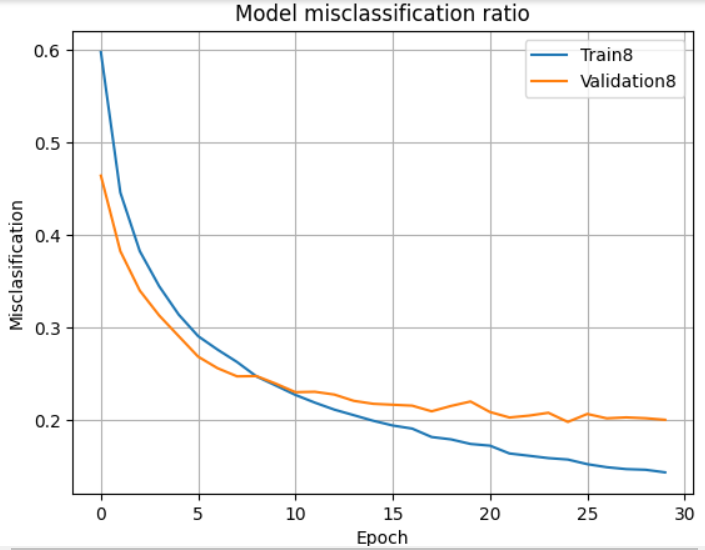 Model misclassification ratio
Train8
Validation8
0.6
0.5
0.4
0.3
0.2
Misclasification
0 5 10 15 20 25 30
Epoch